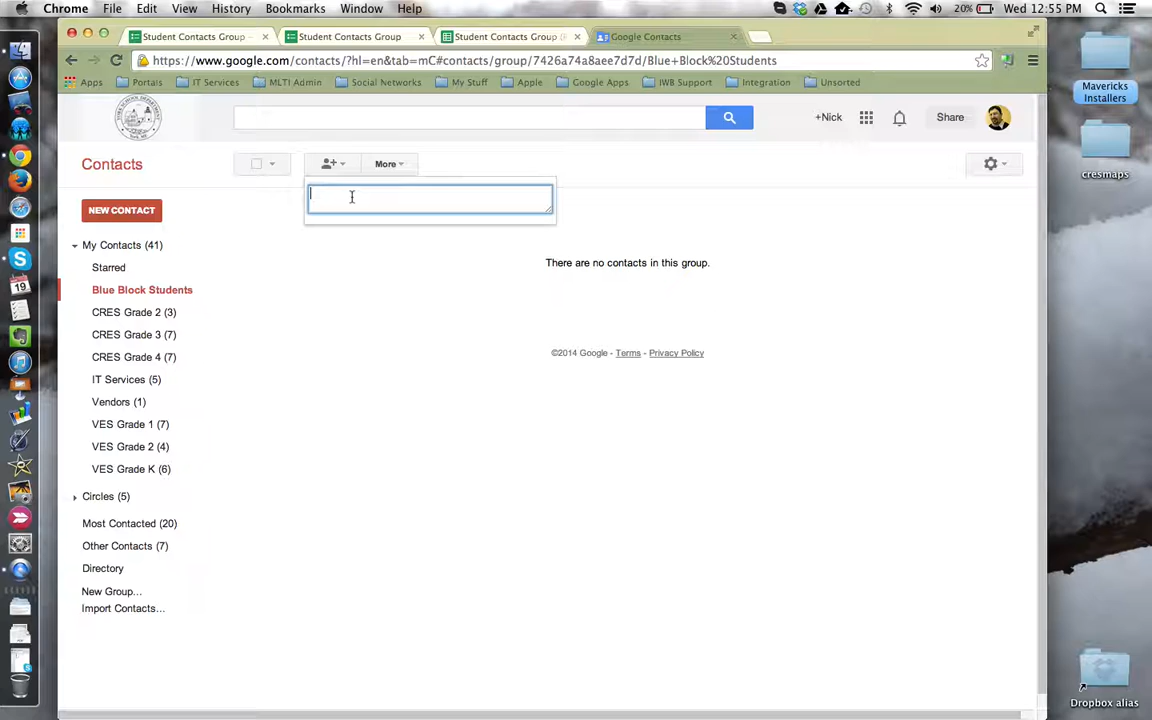 Chrome File Edit View History Bookmarks Window Help 20% Wed 12:55 PM
Student Contacts Group - Student Contacts Group Student Contacts Group ( Google Contacts
https://www.google.com/contacts/?hl=en&tab=mC#contacts/group/7426a74a8aee7d7d/Blue+Block%20Students
Apps Portals IT Services MLTI Admin Social Networks My Stuff Apple Google Apps IWB Support Integration Unsorted
+Nick Share
Contacts More
NEW CONTACT
My Contacts (41)
Starred
There are no contacts in this group.
Blue Block Students
CRES Grade 2 (3)
CRES Grade 3 (7)
CRES Grade 4 (7)
©2014 Google - Terms - Privacy Policy
IT Services (5)
Vendors (1)
VES Grade 1 (7)
VES Grade 2 (4)
VES Grade K (6)
Circles (5)
Most Contacted (20)
Other Contacts (7)
Directory
New Group...
Import Contacts...
Mavericks
Installers
cresmaps
Dropbox alias
19